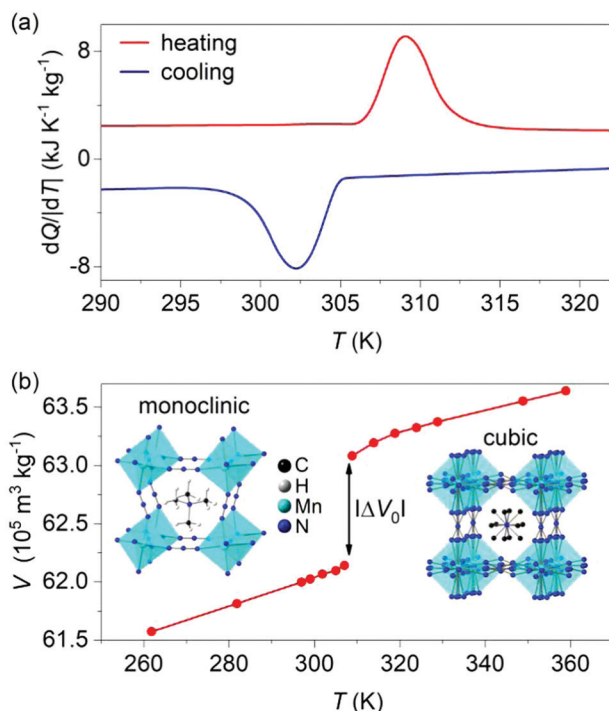 (a)
heating
cooling
dQ/|dT| (kJ K⁻¹ kg⁻¹)
8
0
-8
290 295 300 305 310 315 320
T (K)
(b)
monoclinic
C
H
Mn
N
|ΔV₀|
cubic
V (10⁵ m³ kg⁻¹)
63.5
63.0
62.5
62.0
61.5
260 280 300 320 340 360
T (K)